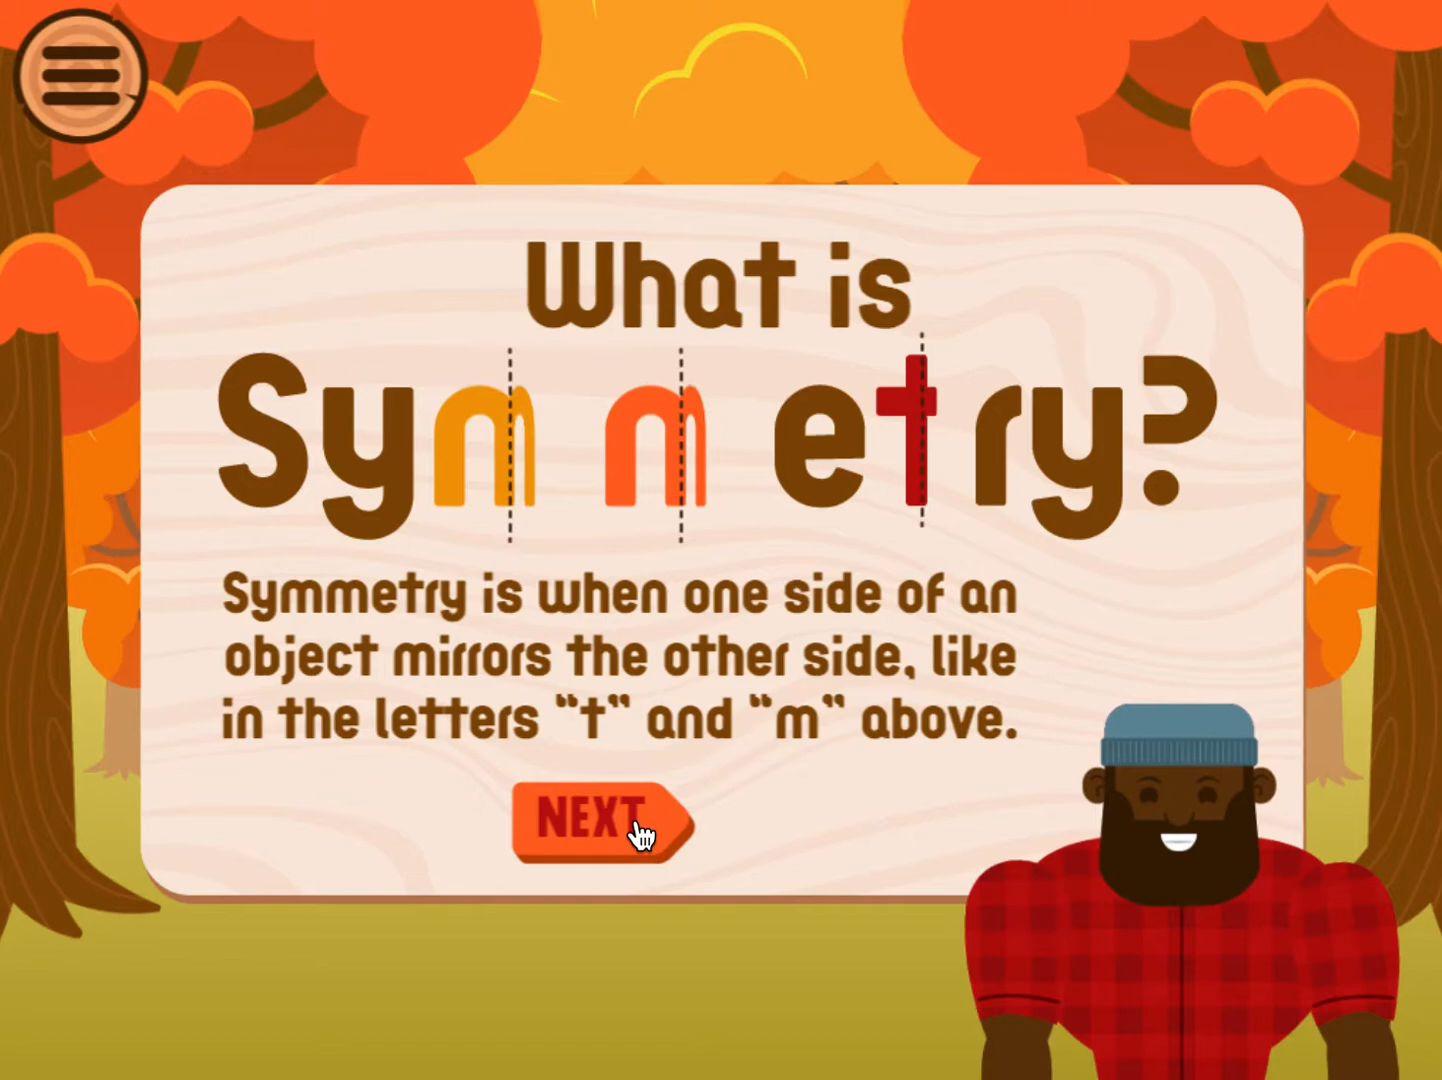 What is
Symmetry?
Symmetry is when one side of an
object mirrors the other side, like
in the letters “t” and “m” above.
NEXT